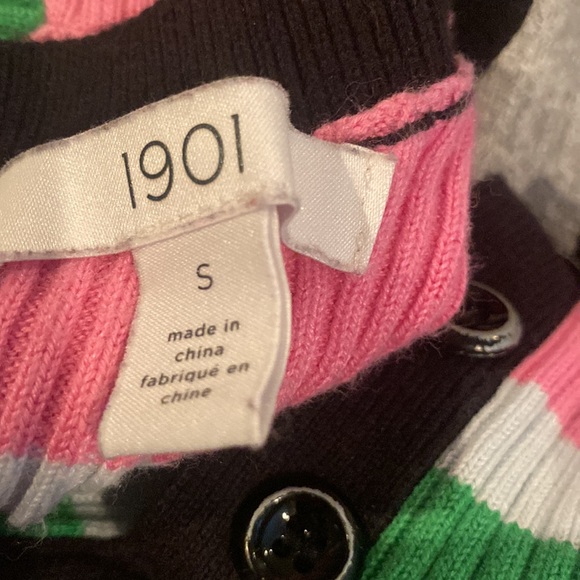 1901
S
made in
china
fabriqué en
chine